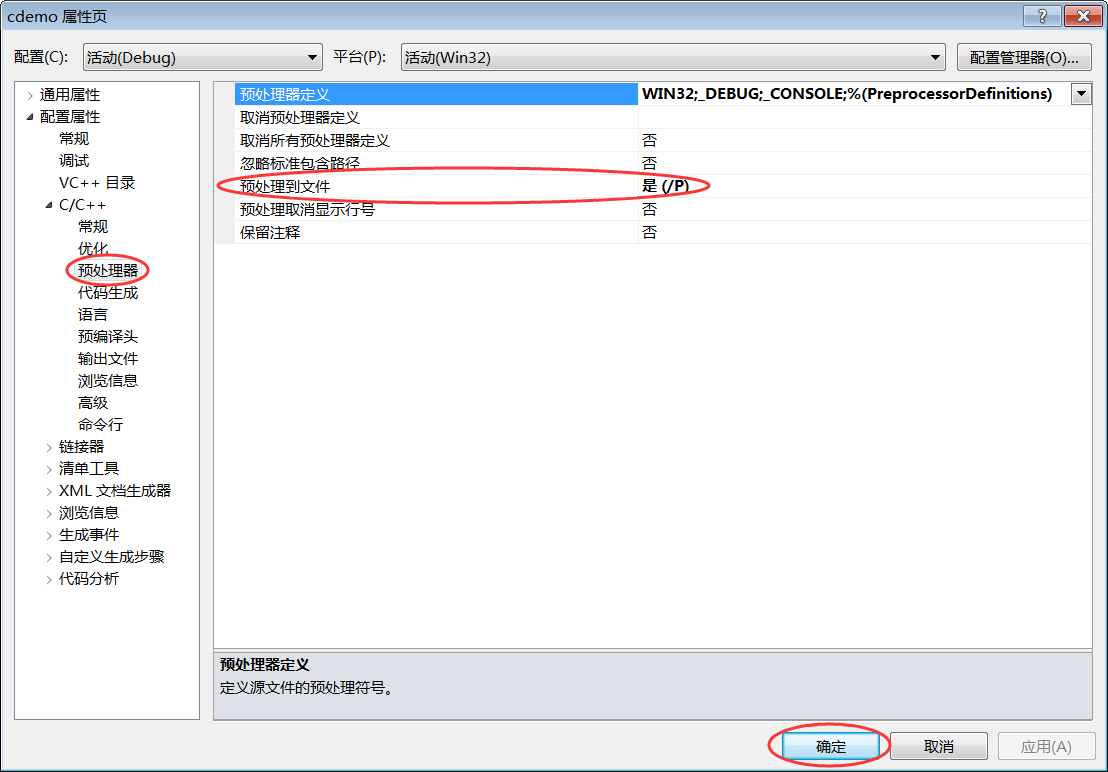 cdemo 属性页
配置(C): 活动(Debug) 平台(P): 活动(Win32) 配置管理器(O)...
通用属性
配置属性
常规
调试
VC++ 目录
C/C++
常规
优化
预处理器
代码生成
语言
预编译头
输出文件
浏览信息
高级
命令行
链接器
清单工具
XML 文档生成器
浏览信息
生成事件
自定义生成步骤
代码分析
预处理器定义 WIN32;_DEBUG;_CONSOLE;%(PreprocessorDefinitions)
取消预处理器定义
取消所有预处理器定义 否
忽略标准包含路径 否
预处理到文件 是 (/P)
预处理取消显示行号 否
保留注释 否
预处理器定义
定义源文件的预处理符号。
确定 取消 应用(A)